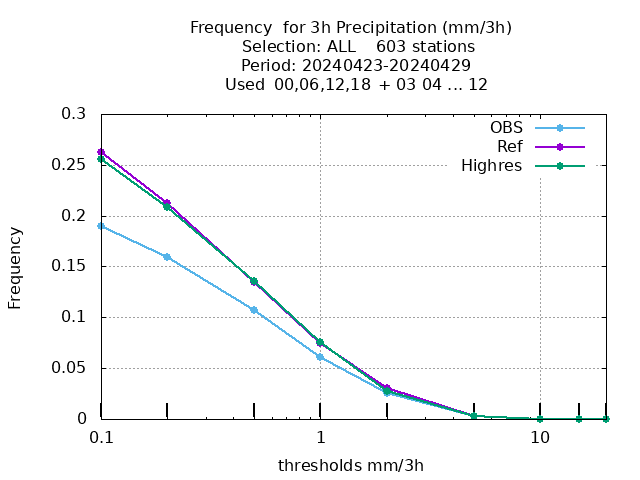 Frequency  for 3h Precipitation (mm/3h)
Selection: ALL    603 stations
Period: 20240423-20240429
Used  00,06,12,18  + 03 04 ... 12
OBS
Ref
Highres
0.3
0.25
0.2
0.15
0.1
0.05
0
Frequency
0.1
1
10
thresholds mm/3h